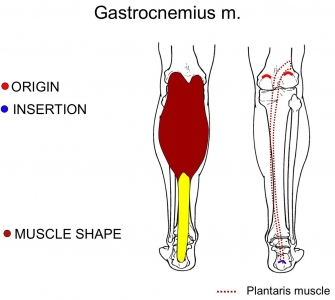 Gastrocnemius m.
ORIGIN
INSERTION
MUSCLE SHAPE
Plantaris muscle